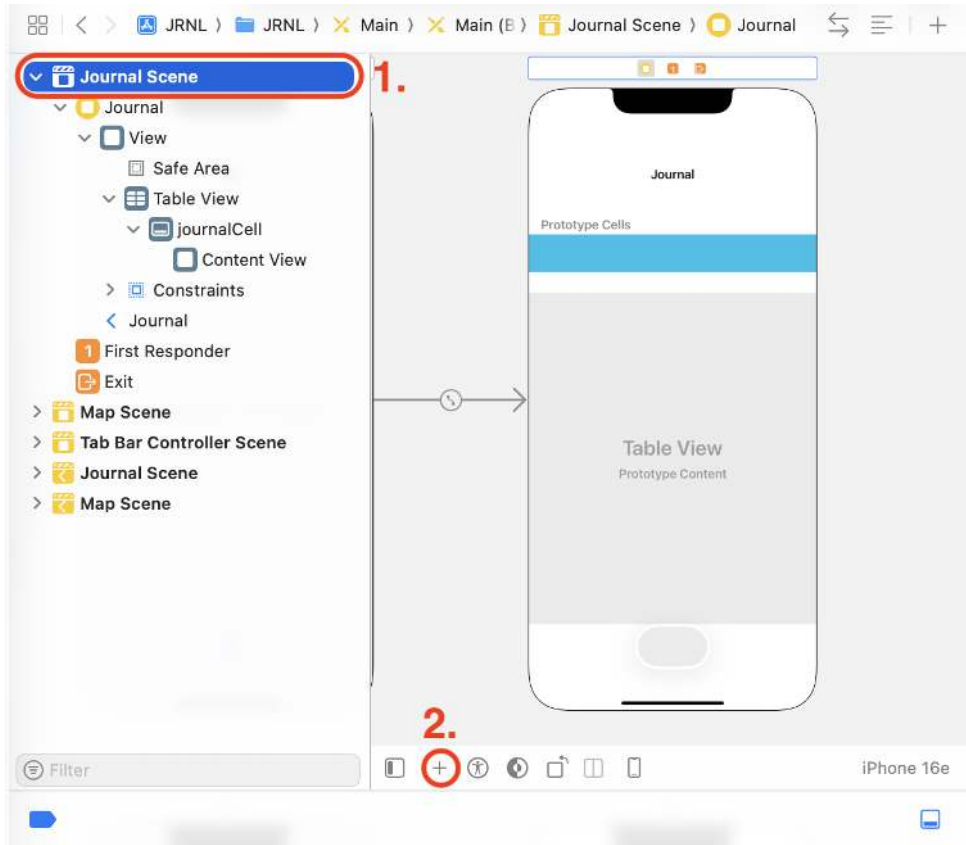 JRNL ⟩ JRNL ⟩ Main ⟩ Main (B ⟩ Journal Scene ⟩ Journal
Journal Scene
1.
Journal
View
Safe Area
Table View
journalCell
Content View
Constraints
Journal
1 First Responder
Exit
Map Scene
Tab Bar Controller Scene
Journal Scene
Map Scene
Filter
1
Journal
Prototype Cells
Table View
Prototype Content
2.
iPhone 16e